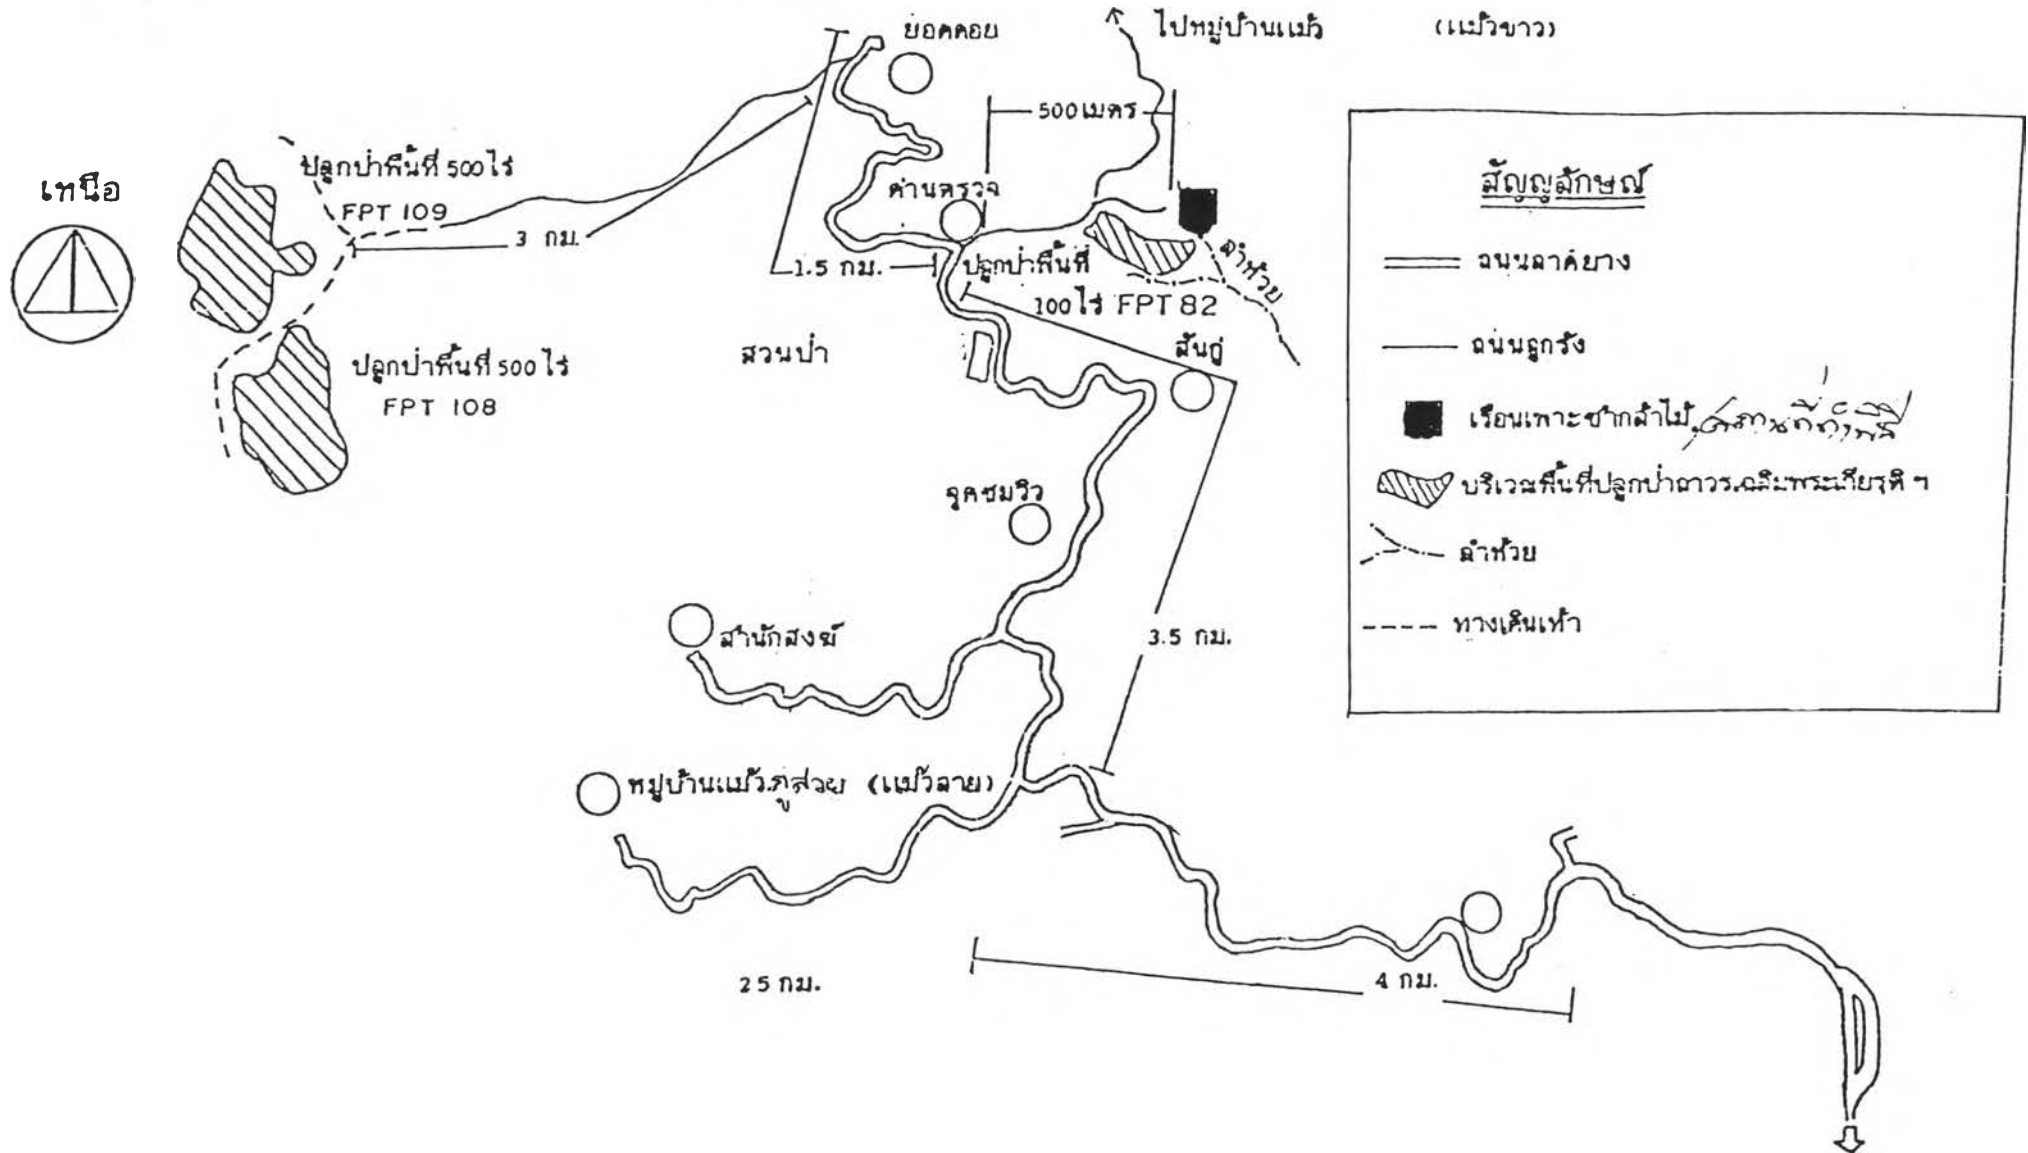 ยอดดอย
ไปหมู่บ้านแม้ว (แม้วขาว)
500 เมตร
เหนือ
ปลูกป่าพื้นที่ 500 ไร่
FPT 109
3 กม.
ด่านตรวจ
1.5 กม.
ปลูกป่าพื้นที่
100 ไร่ FPT 82
ลำห้วย
สวนป่า
สันกู่
ปลูกป่าพื้นที่ 500 ไร่
FPT 108
จุดชมวิว
สำนักสงฆ์
3.5 กม.
หมู่บ้านแม้ว (แม้วลาย)
25 กม.
4 กม.
สัญญลักษณ์
ถนนลาดยาง
ถนนลูกรัง
เรือนเพาะชำกล้าไม้
บริเวณพื้นที่ปลูกป่าถาวรเฉลิมพระเกียรติ ฯ
ลำห้วย
ทางเดินเท้า